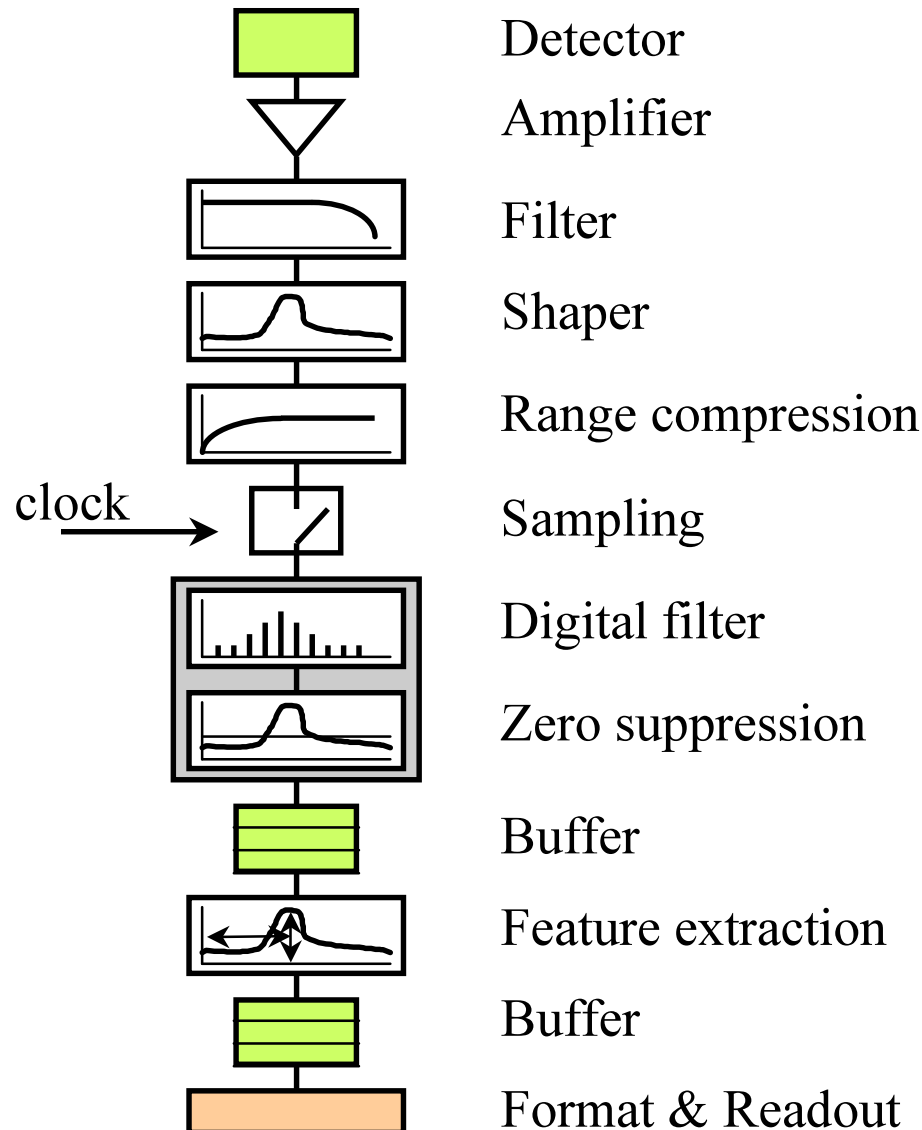 Detector
Amplifier
Filter
Shaper
Range compression
clock
Sampling
Digital filter
Zero suppression
Buffer
Feature extraction
Buffer
Format & Readout